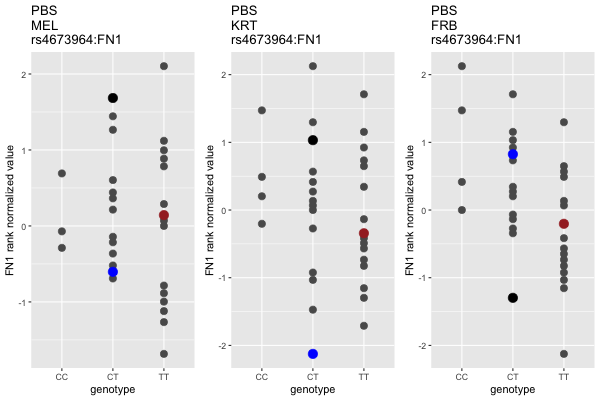 PBS
MEL
rs4673964:FN1
FN1 rank normalized value
2
1
0
-1
CC
CT
TT
genotype
PBS
KRT
rs4673964:FN1
FN1 rank normalized value
2
1
0
-1
-2
CC
CT
TT
genotype
PBS
FRB
rs4673964:FN1
FN1 rank normalized value
2
1
0
-1
-2
CC
CT
TT
genotype